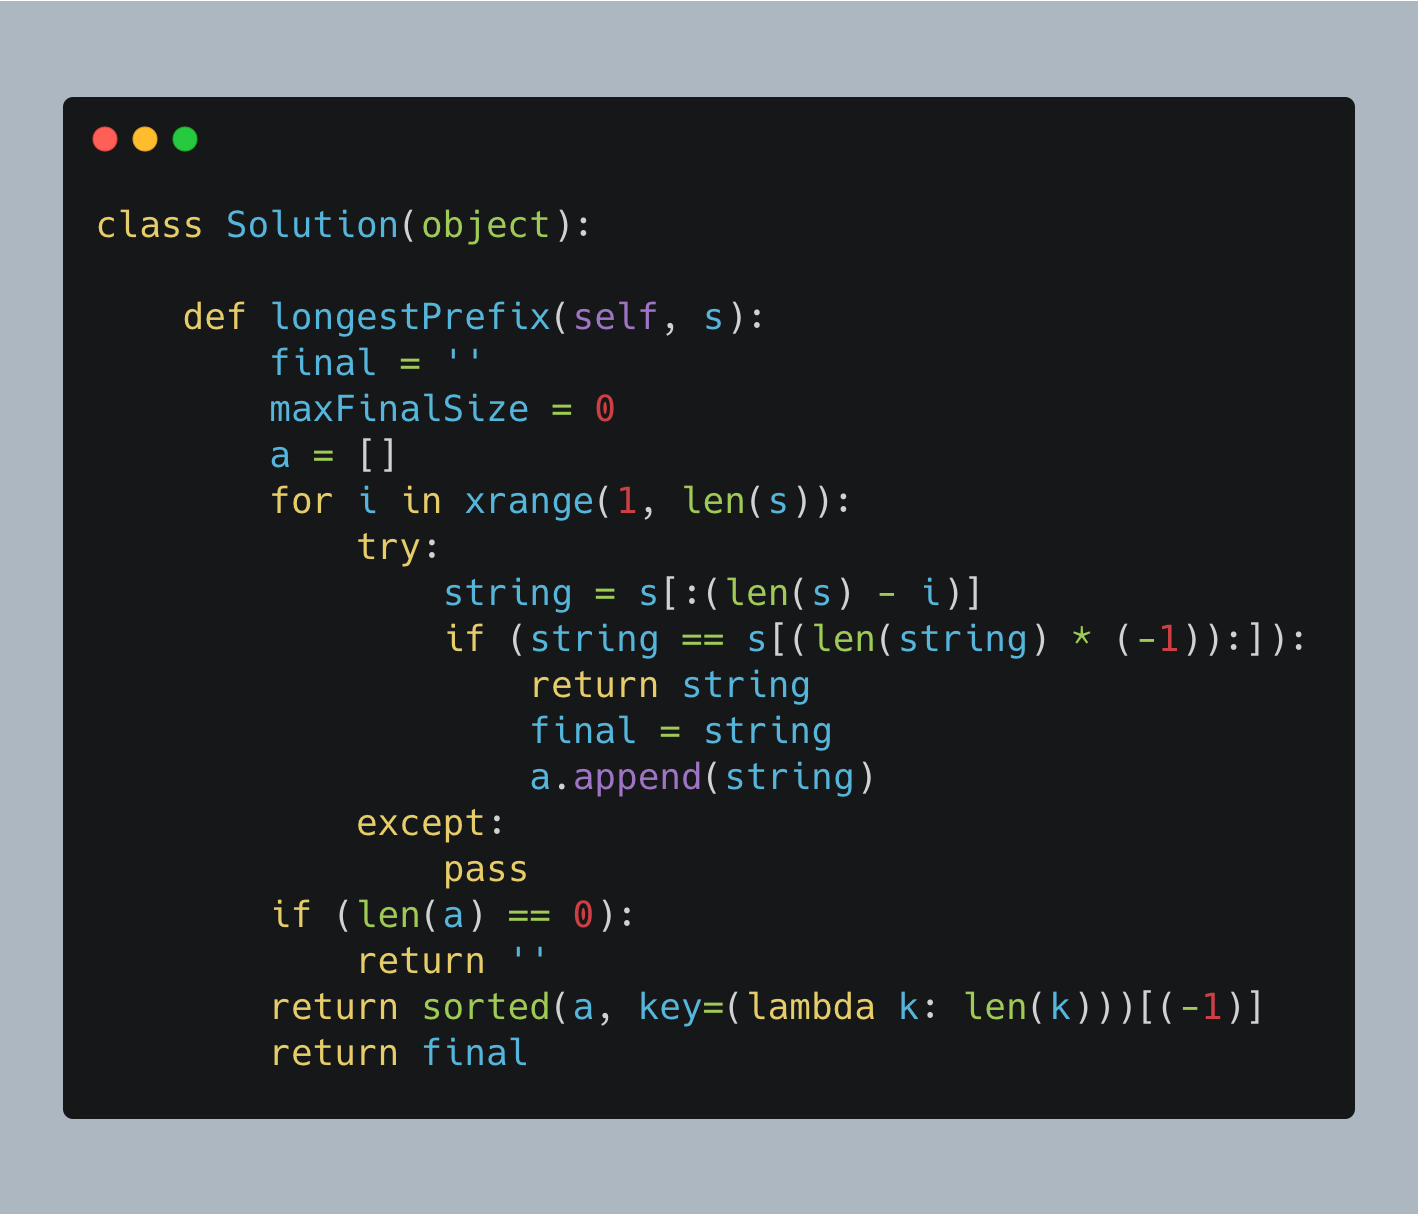 class Solution(object):

    def longestPrefix(self, s):
        final = ''
        maxFinalSize = 0
        a = []
        for i in xrange(1, len(s)):
            try:
                string = s[:(len(s) - i)]
                if (string == s[(len(string) * (-1)):]):
                    return string
                    final = string
                    a.append(string)
            except:
                pass
        if (len(a) == 0):
            return ''
        return sorted(a, key=(lambda k: len(k)))[(-1)]
        return final